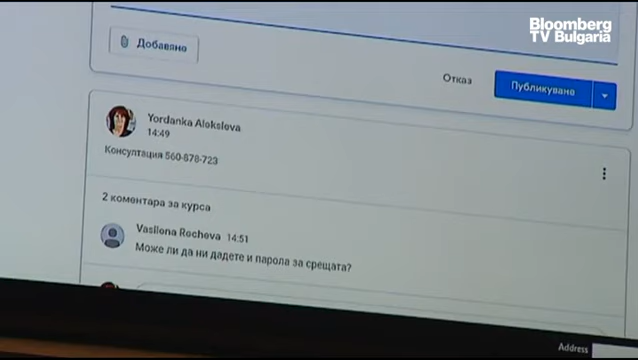 Bloomberg
TV Bulgaria
Добавяне
Отказ
Публикуване
Yordanka Aleksieva
14:49
Консултация 560-878-723
2 коментара за курса
Vasilena Rocheva 14:51
Може ли да ни дадете и парола за срещата?
Address